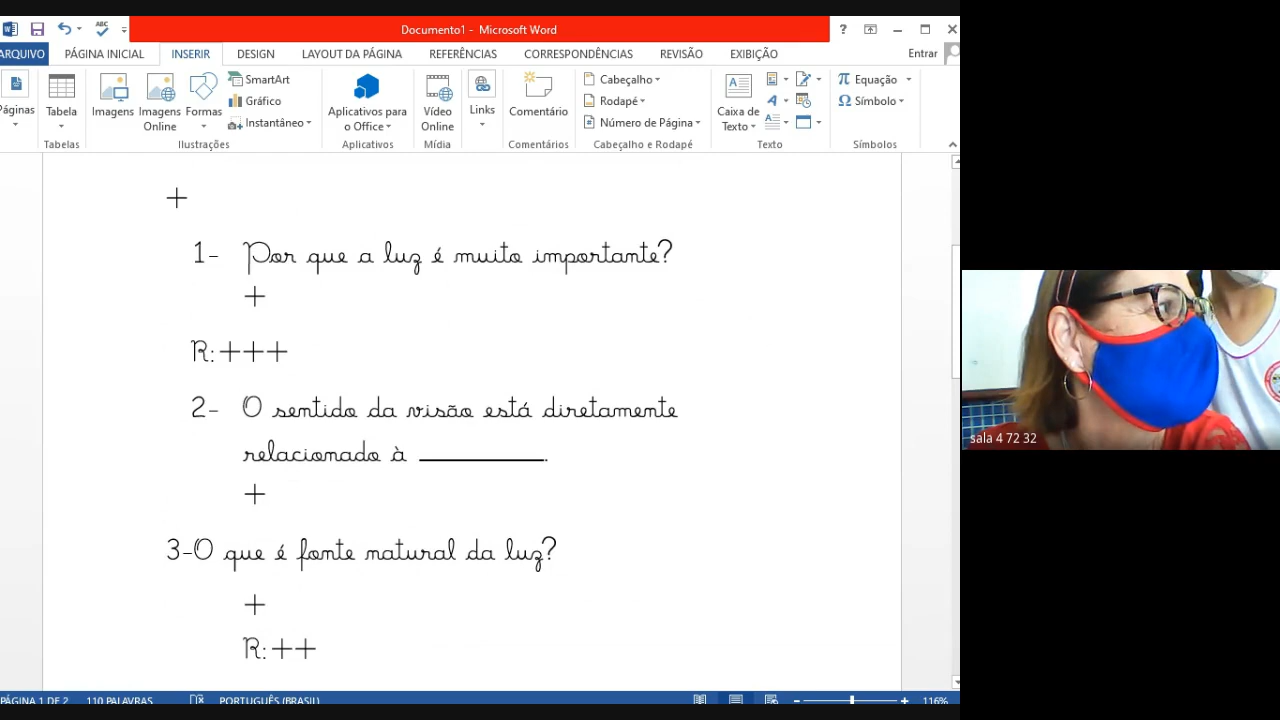 ABC
Documento1 - Microsoft Word
?
ARQUIVO PÁGINA INICIAL INSERIR DESIGN LAYOUT DA PÁGINA REFERÊNCIAS CORRESPONDÊNCIAS REVISÃO EXIBIÇÃO Entrar
Páginas
Tabela
Imagens
Imagens Online
Formas
SmartArt
Gráfico
Instantâneo
Aplicativos para o Office
Vídeo Online
Links
Comentário
Cabeçalho
Rodapé
Número de Página
Caixa de Texto
π Equação
Ω Símbolo
Tabelas Ilustrações Aplicativos Mídia Comentários Cabeçalho e Rodapé Texto Símbolos
+
1- Por que a luz é muito importante?
+
R:+++
2- O sentido da visão está diretamente
relacionado à __________.
+
3-O que é fonte natural da luz?
+
R:++
sala 4 72 32
PÁGINA 1 DE 2 110 PALAVRAS PORTUGUÊS (BRASIL) 116%